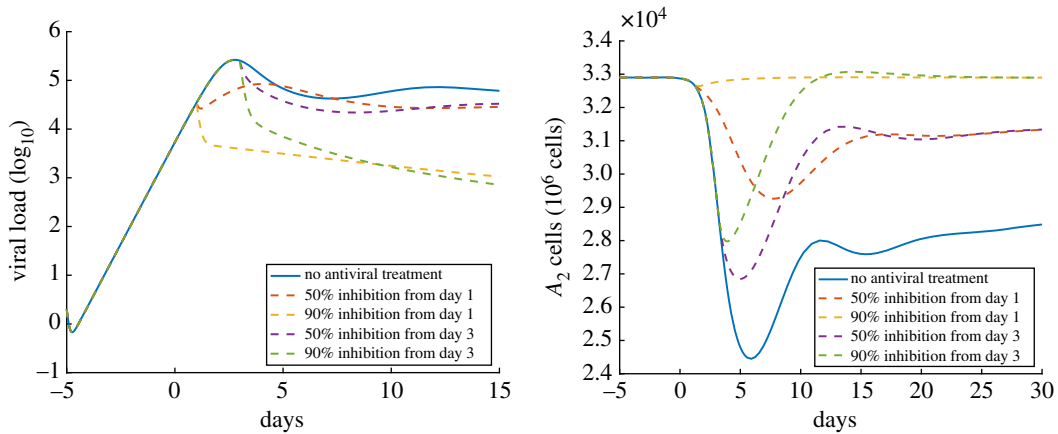 6
5
4
3
2
1
0
−1
viral load (log10)
−5
0
5
10
15
days
no antiviral treatment
50% inhibition from day 1
90% inhibition from day 1
50% inhibition from day 3
90% inhibition from day 3
×10^4
3.4
3.3
3.2
3.1
3.0
2.9
2.8
2.7
2.6
2.5
2.4
A2 cells (10^6 cells)
−5
0
5
10
15
20
25
30
days
no antiviral treatment
50% inhibition from day 1
90% inhibition from day 1
50% inhibition from day 3
90% inhibition from day 3